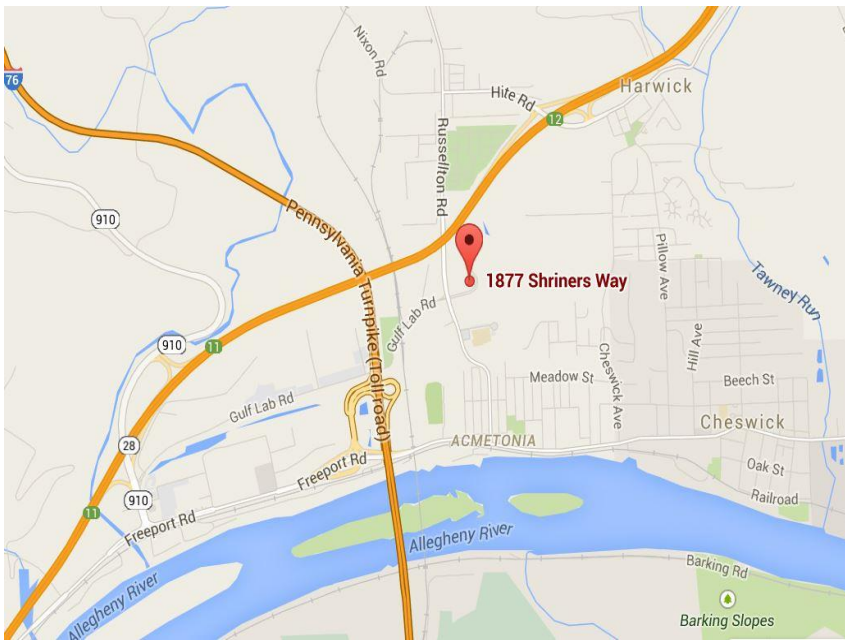 76
Nixon Rd
Hite Rd
Harwick
12
Russellton Rd
910
Pennsylvania Turnpike (Toll road)
Pillow Ave
Tawney Run
1877 Shriners Way
Gulf Lab Rd
910
11
Hill Ave
Cheswick Ave
Meadow St
Beech St
Gulf Lab Rd
Cheswick
28
ACMETONIA
Freeport Rd
Oak St
910
Railroad
11
Freeport Rd
Allegheny River
Barking Rd
Allegheny River
Barking Slopes